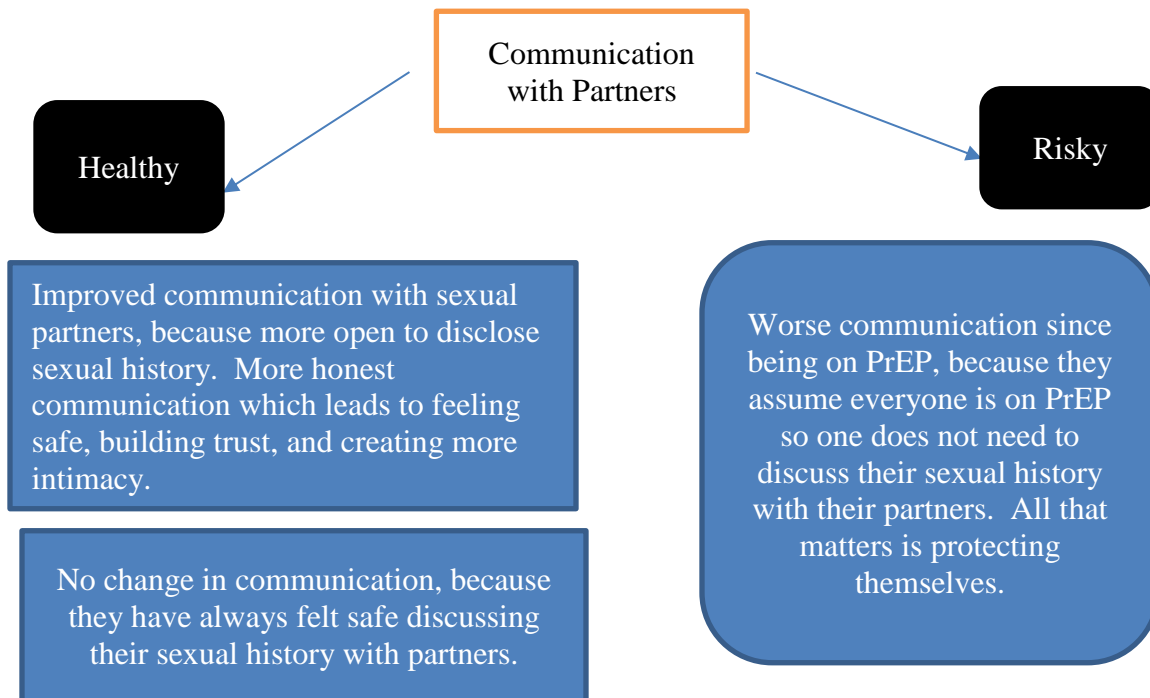 Communication
with Partners
Healthy
Risky
Improved communication with sexual
partners, because more open to disclose
sexual history.  More honest
communication which leads to feeling
safe, building trust, and creating more
intimacy.
No change in communication, because
they have always felt safe discussing
their sexual history with partners.
Worse communication since
being on PrEP, because they
assume everyone is on PrEP
so one does not need to
discuss their sexual history
with their partners.  All that
matters is protecting
themselves.